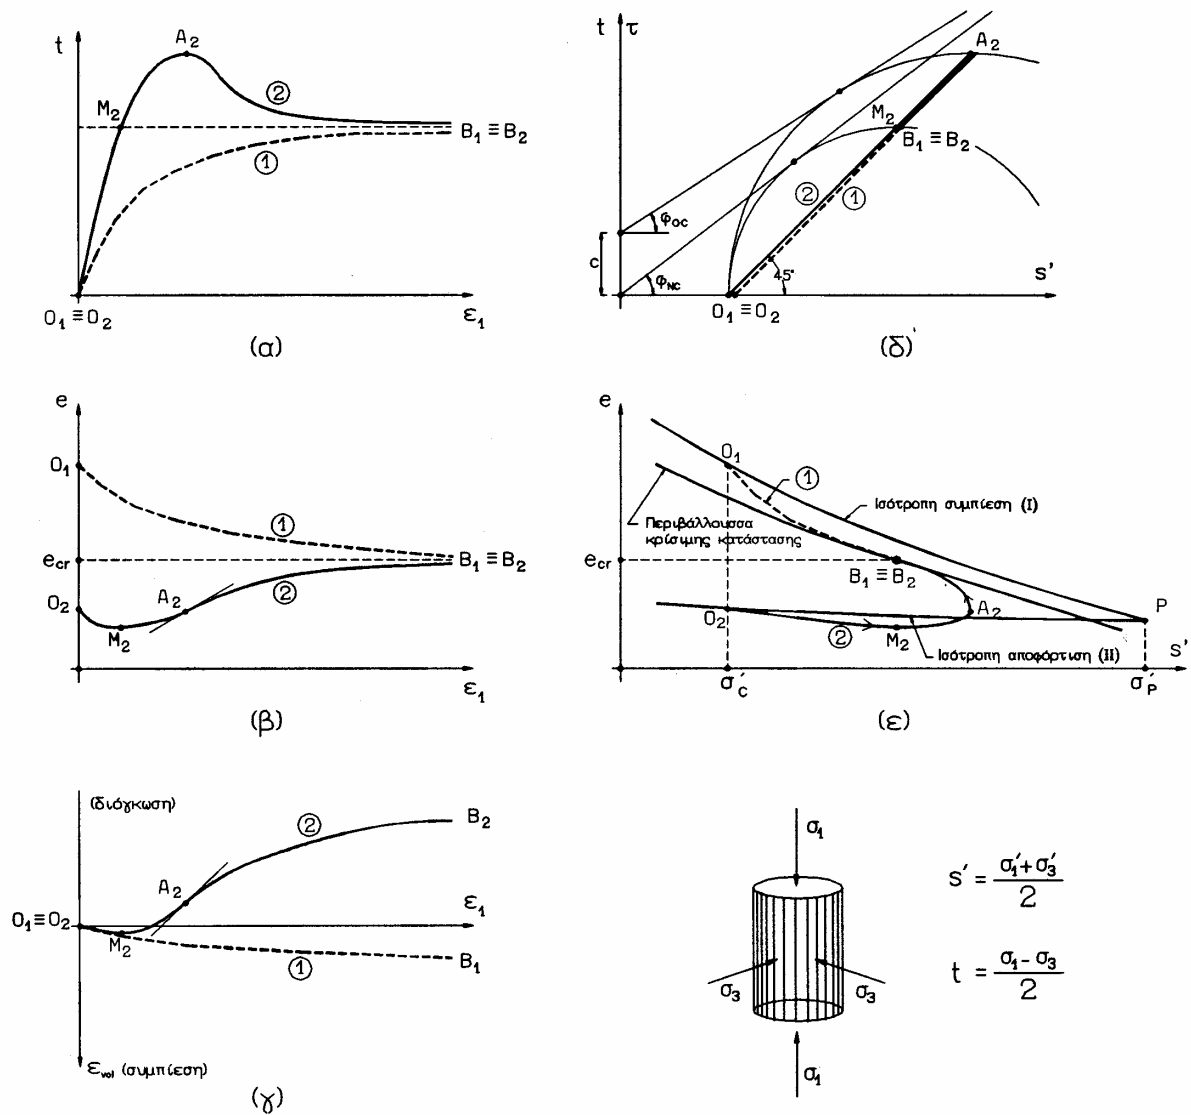 t
A₂
M₂
②
B₁ ≡ B₂
①
O₁ ≡ O₂
ε₁
(α)
t τ
A₂
M₂
B₁ ≡ B₂
② ①
φOC
c
φNC
45°
s'
O₁ ≡ O₂
(δ)'
e
O₁
①
ecr
B₁ ≡ B₂
O₂
A₂
②
M₂
ε₁
(β)
e
O₁
①
Ισότροπη συμπίεση (I)
Περιβάλλουσα
κρίσιμης κατάστασης
ecr
B₁ ≡ B₂
P
O₂
A₂
②
M₂
Ισότροπη αποφόρτιση (II)
s'
σ'c
σ'P
(ε)
(διόγκωση)
②
B₂
A₂
ε₁
O₁ ≡ O₂
M₂
①
B₁
εvol (συμπίεση)
(γ)
σ₁
σ₃
σ₃
σ₁
s' = σ₁' + σ₃' / 2
t = σ₁ - σ₃ / 2